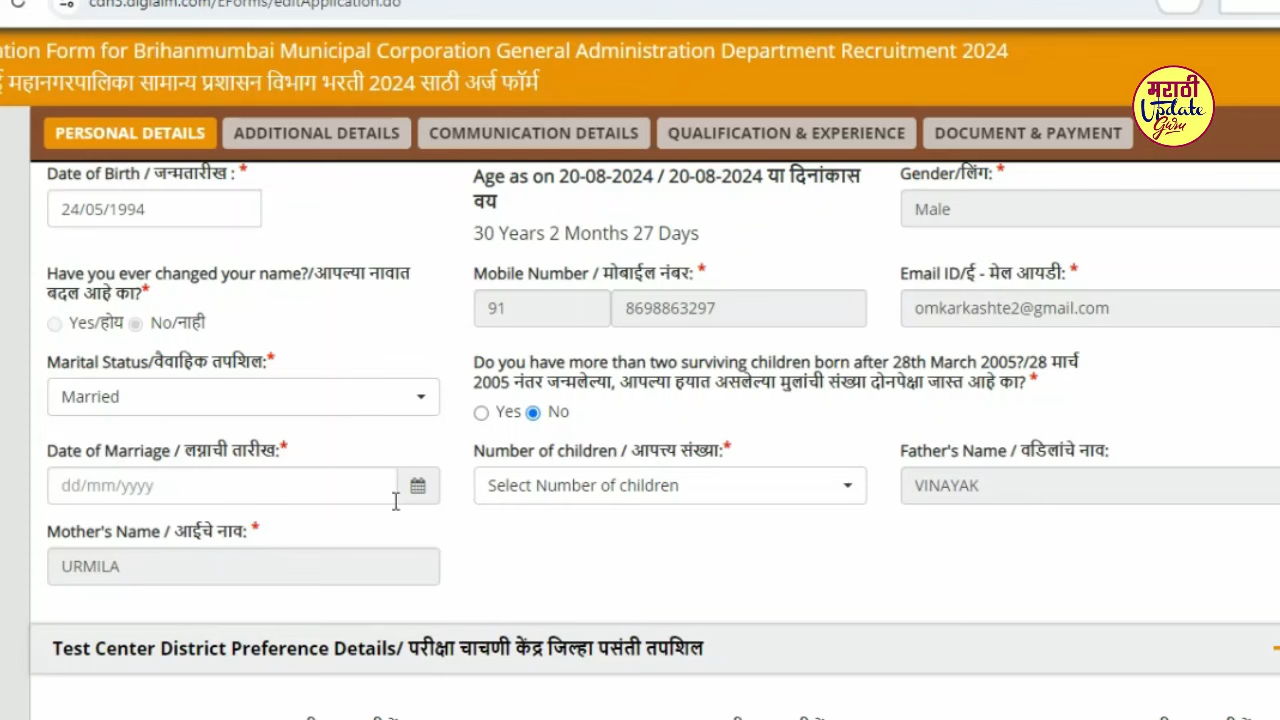 cdn3.digialm.com/EForms/editApplication.do
tion Form for Brihanmumbai Municipal Corporation General Administration Department Recruitment 2024
ई महानगरपालिका सामान्य प्रशासन विभाग भरती 2024 साठी अर्ज फॉर्म
मराठी
Update
Guru
PERSONAL DETAILS
ADDITIONAL DETAILS
COMMUNICATION DETAILS
QUALIFICATION & EXPERIENCE
DOCUMENT & PAYMENT
Date of Birth / जन्मतारीख : *
24/05/1994
Age as on 20-08-2024 / 20-08-2024 या दिनांकास
वय
30 Years 2 Months 27 Days
Gender/लिंग: *
Male
Have you ever changed your name?/आपल्या नावात
बदल आहे का?*
Yes/होय No/नाही
Mobile Number / मोबाईल नंबर: *
91 8698863297
Email ID/ई - मेल आयडी: *
omkarkashte2@gmail.com
Marital Status/वैवाहिक तपशिल:*
Married
Do you have more than two surviving children born after 28th March 2005?/28 मार्च
2005 नंतर जन्मलेल्या, आपल्या हयात असलेल्या मुलांची संख्या दोनपेक्षा जास्त आहे का? *
Yes No
Date of Marriage / लग्नाची तारीख:*
dd/mm/yyyy
Number of children / आपत्त्य संख्या:*
Select Number of children
Father's Name / वडिलांचे नाव:
VINAYAK
Mother's Name / आईचे नाव: *
URMILA
Test Center District Preference Details/ परीक्षा चाचणी केंद्र जिल्हा पसंती तपशिल